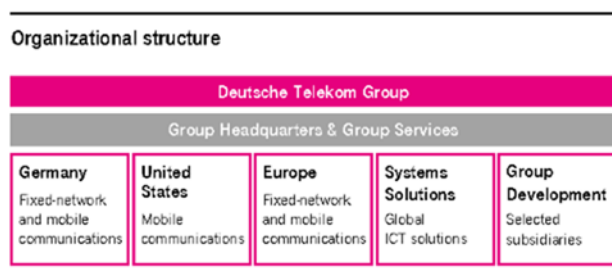 Organizational structure
Deutsche Telekom Group
Group Headquarters & Group Services
Germany
Fixed-network
and mobile
communications
United
States
Mobile
communications
Europe
Fixed-network
and mobile
communications
Systems
Solutions
Global
ICT solutions
Group
Development
Selected
subsidiaries